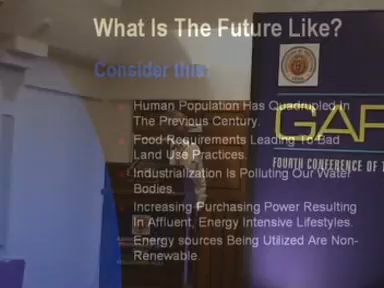 What Is The Future Like?
Consider this:
Human Population Has Quadrupled In
The Previous Century.
Food Requirements Leading To Bad
Land Use Practices.
Industrialization Is Polluting Our Water
Bodies.
Increasing Purchasing Power Resulting
In Affluent, Energy Intensive Lifestyles.
Energy sources Being Utilized Are Non-
Renewable.
GAP
FOURTH CONFERENCE OF T